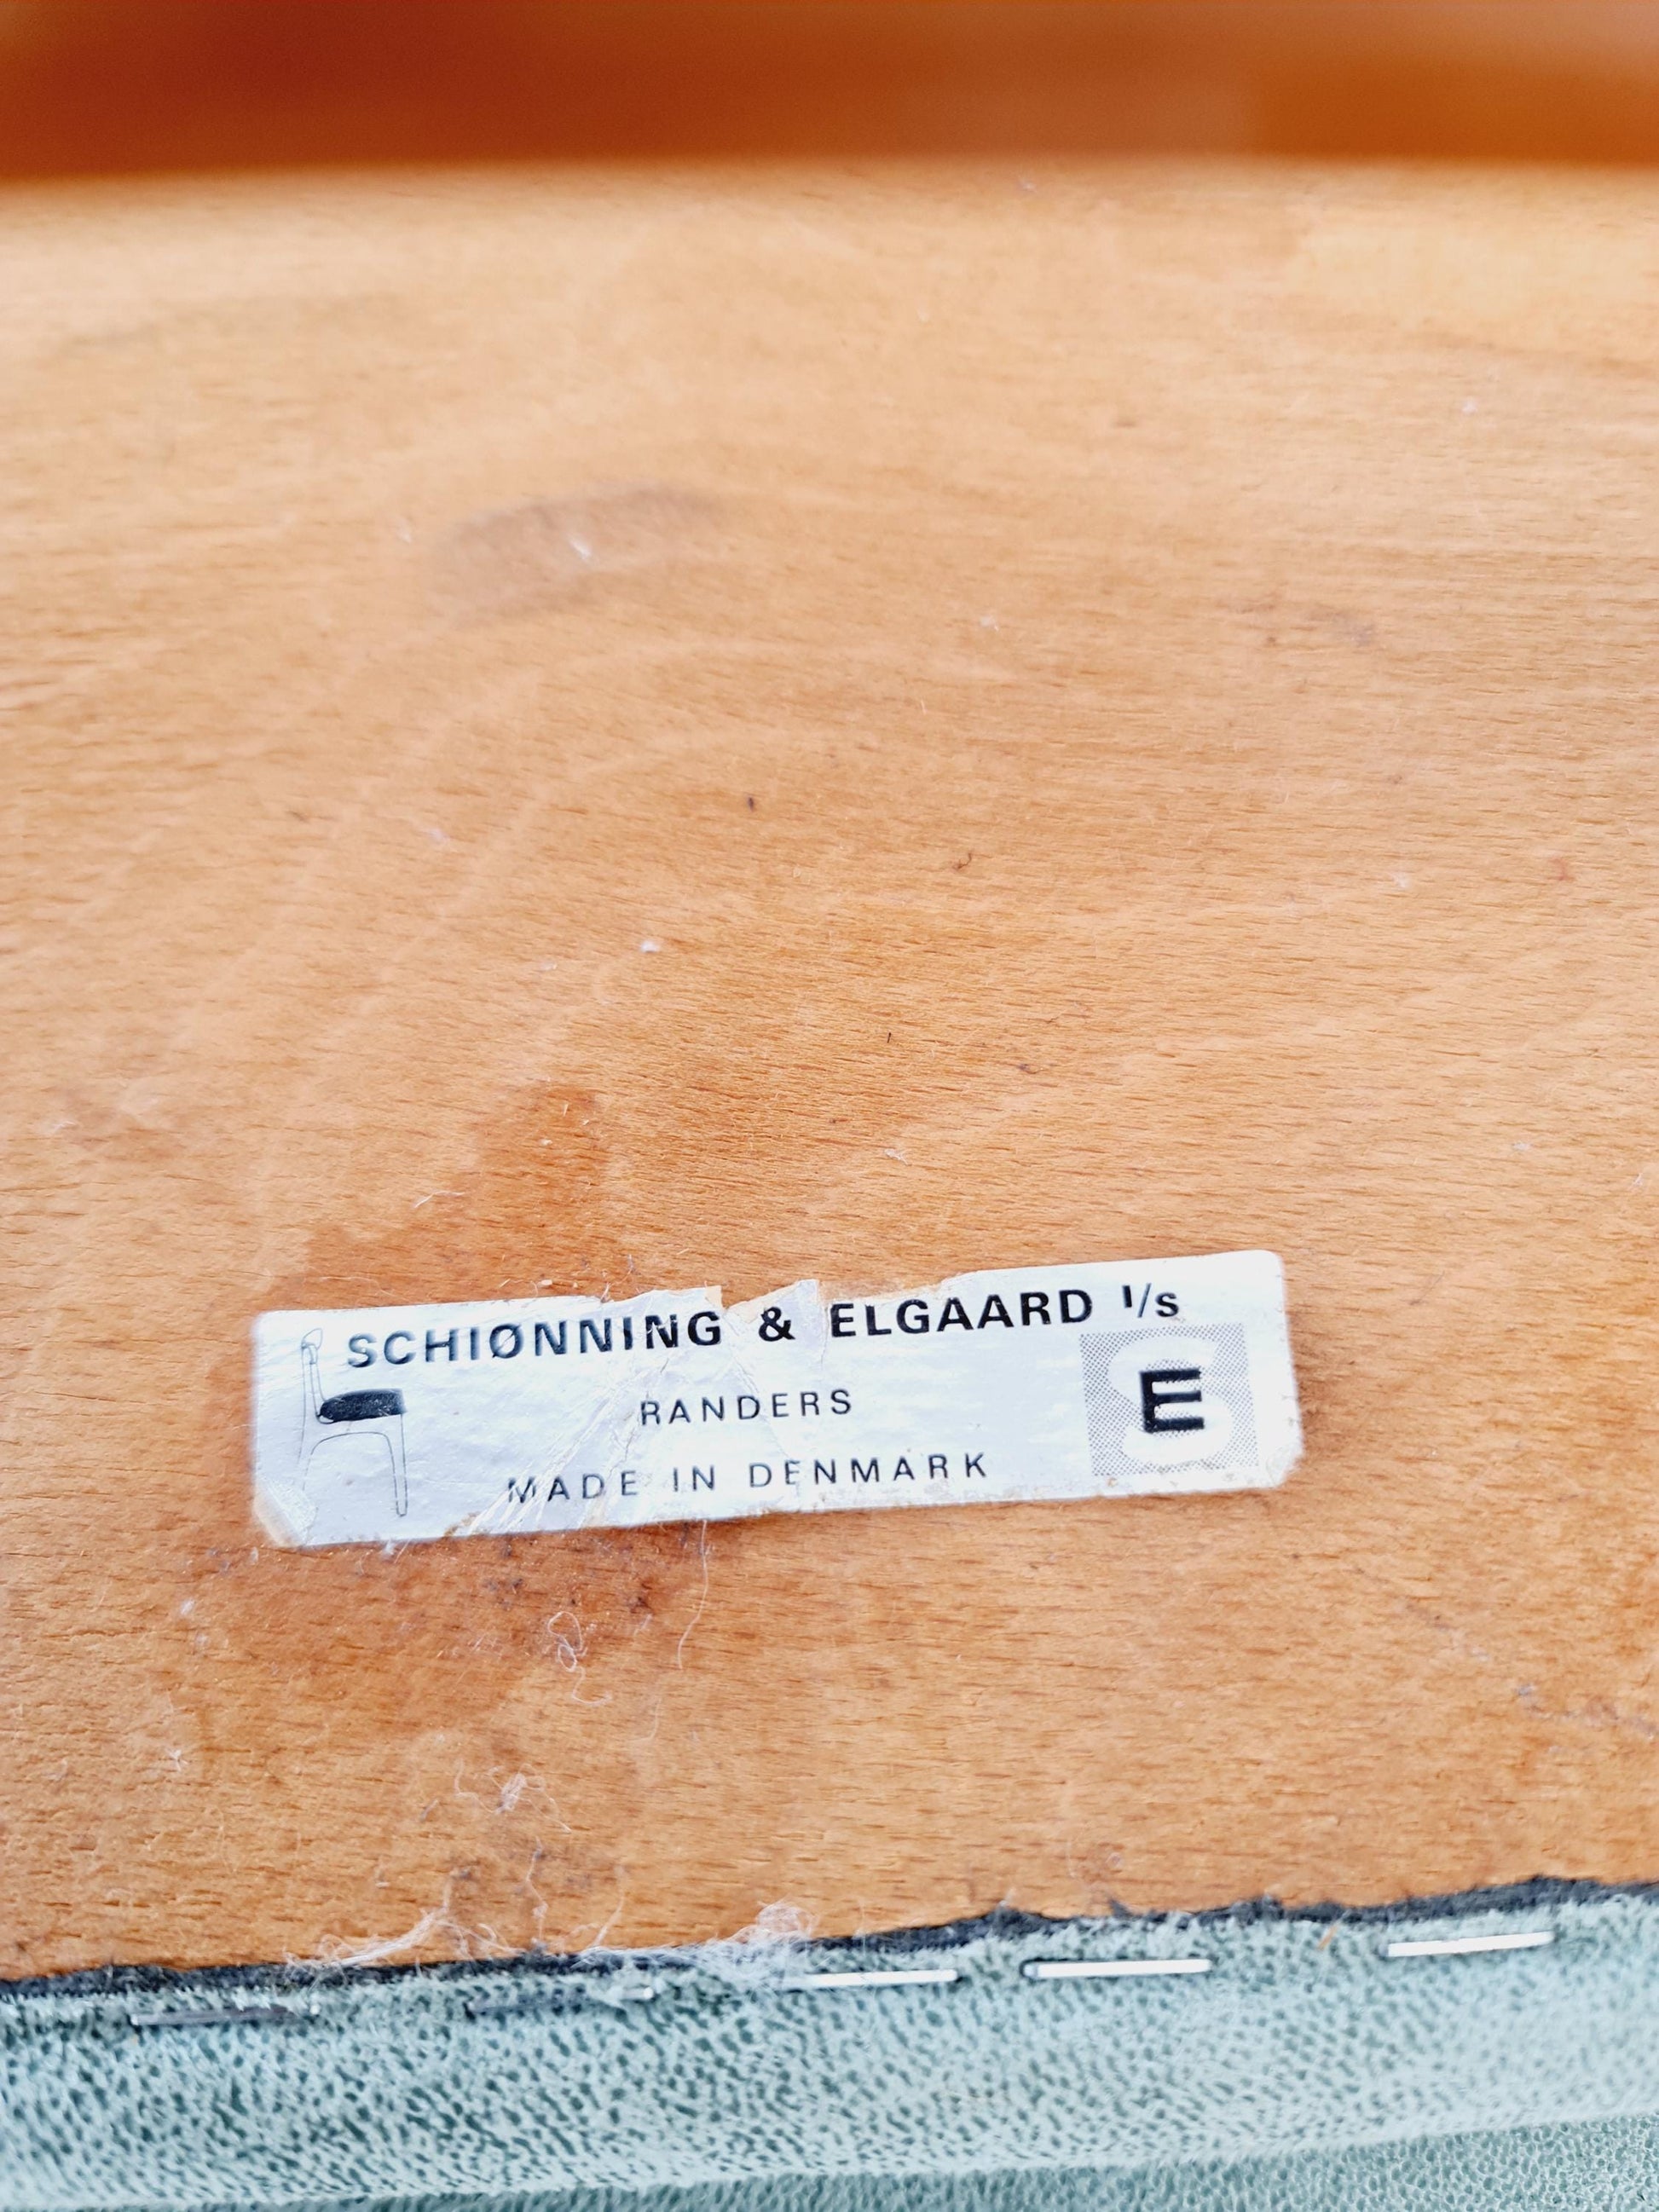 SCHIØNNING & ELGAARD I/S
RANDERS
MADE IN DENMARK
S
E